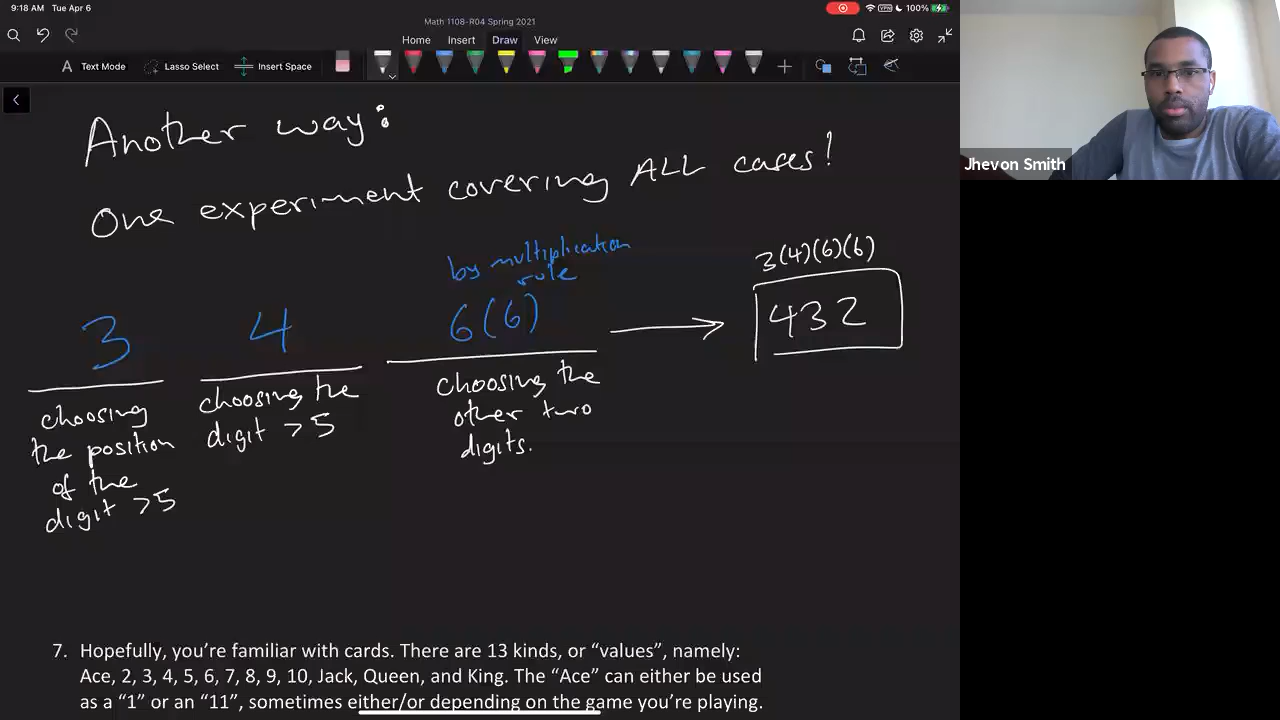 9:18 AM Tue Apr 6
100%
Math 1108-R04 Spring 2021
Home Insert Draw View
Text Mode Lasso Select Insert Space
Jhevon Smith
Another way:
One experiment covering ALL cases!
by multiplication
rule
3(4)(6)(6)
3 4 6(6) 432
choosing
the position
of the
digit >5
choosing the
digit >5
choosing the
other two
digits.
7. Hopefully, you're familiar with cards. There are 13 kinds, or "values", namely:
Ace, 2, 3, 4, 5, 6, 7, 8, 9, 10, Jack, Queen, and King. The "Ace" can either be used
as a "1" or an "11", sometimes either/or depending on the game you're playing.